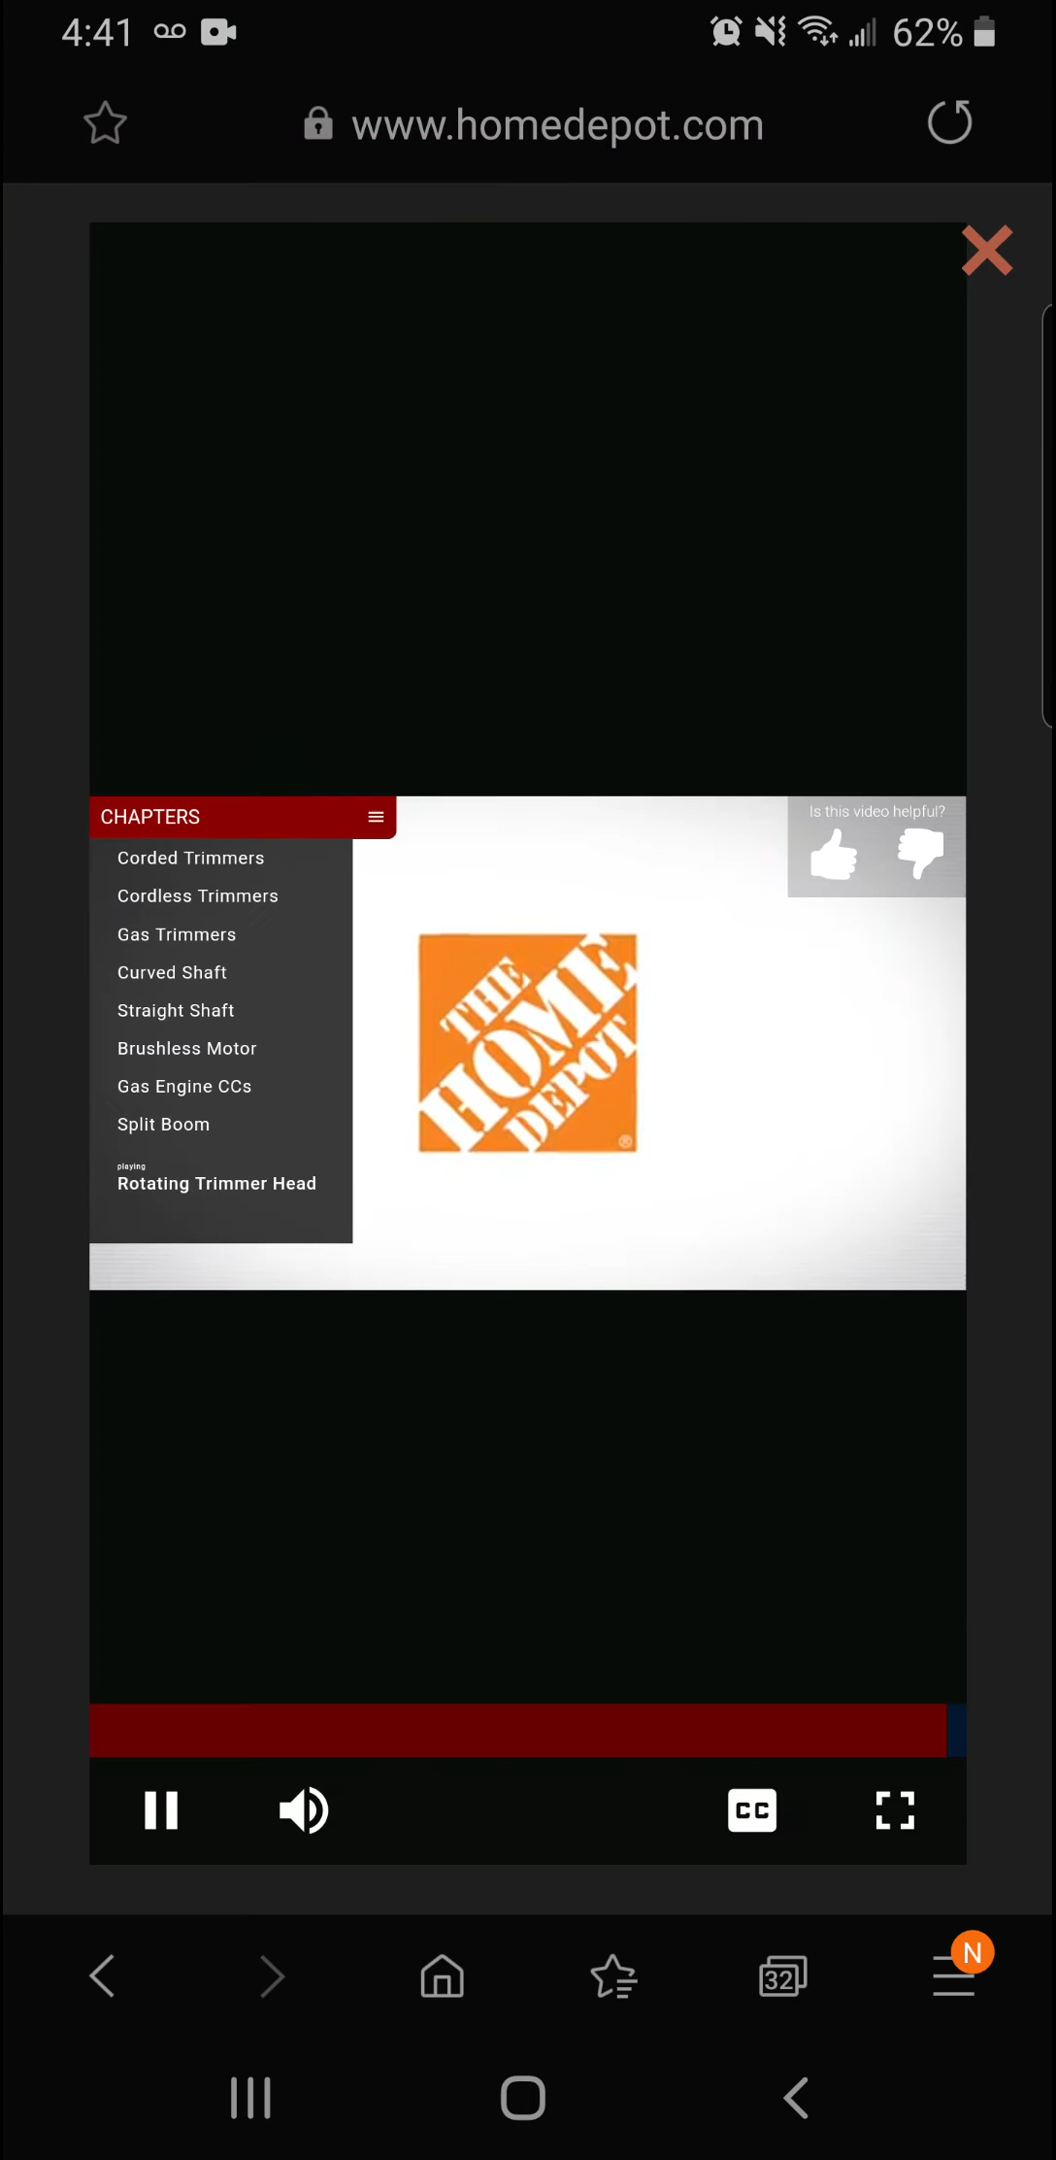 4:41
62%
www.homedepot.com
CHAPTERS
Is this video helpful?
Corded Trimmers
Cordless Trimmers
Gas Trimmers
Curved Shaft
Straight Shaft
Brushless Motor
Gas Engine CCs
Split Boom
playing
Rotating Trimmer Head
THE
HOME
DEPOT
®
CC
32
N